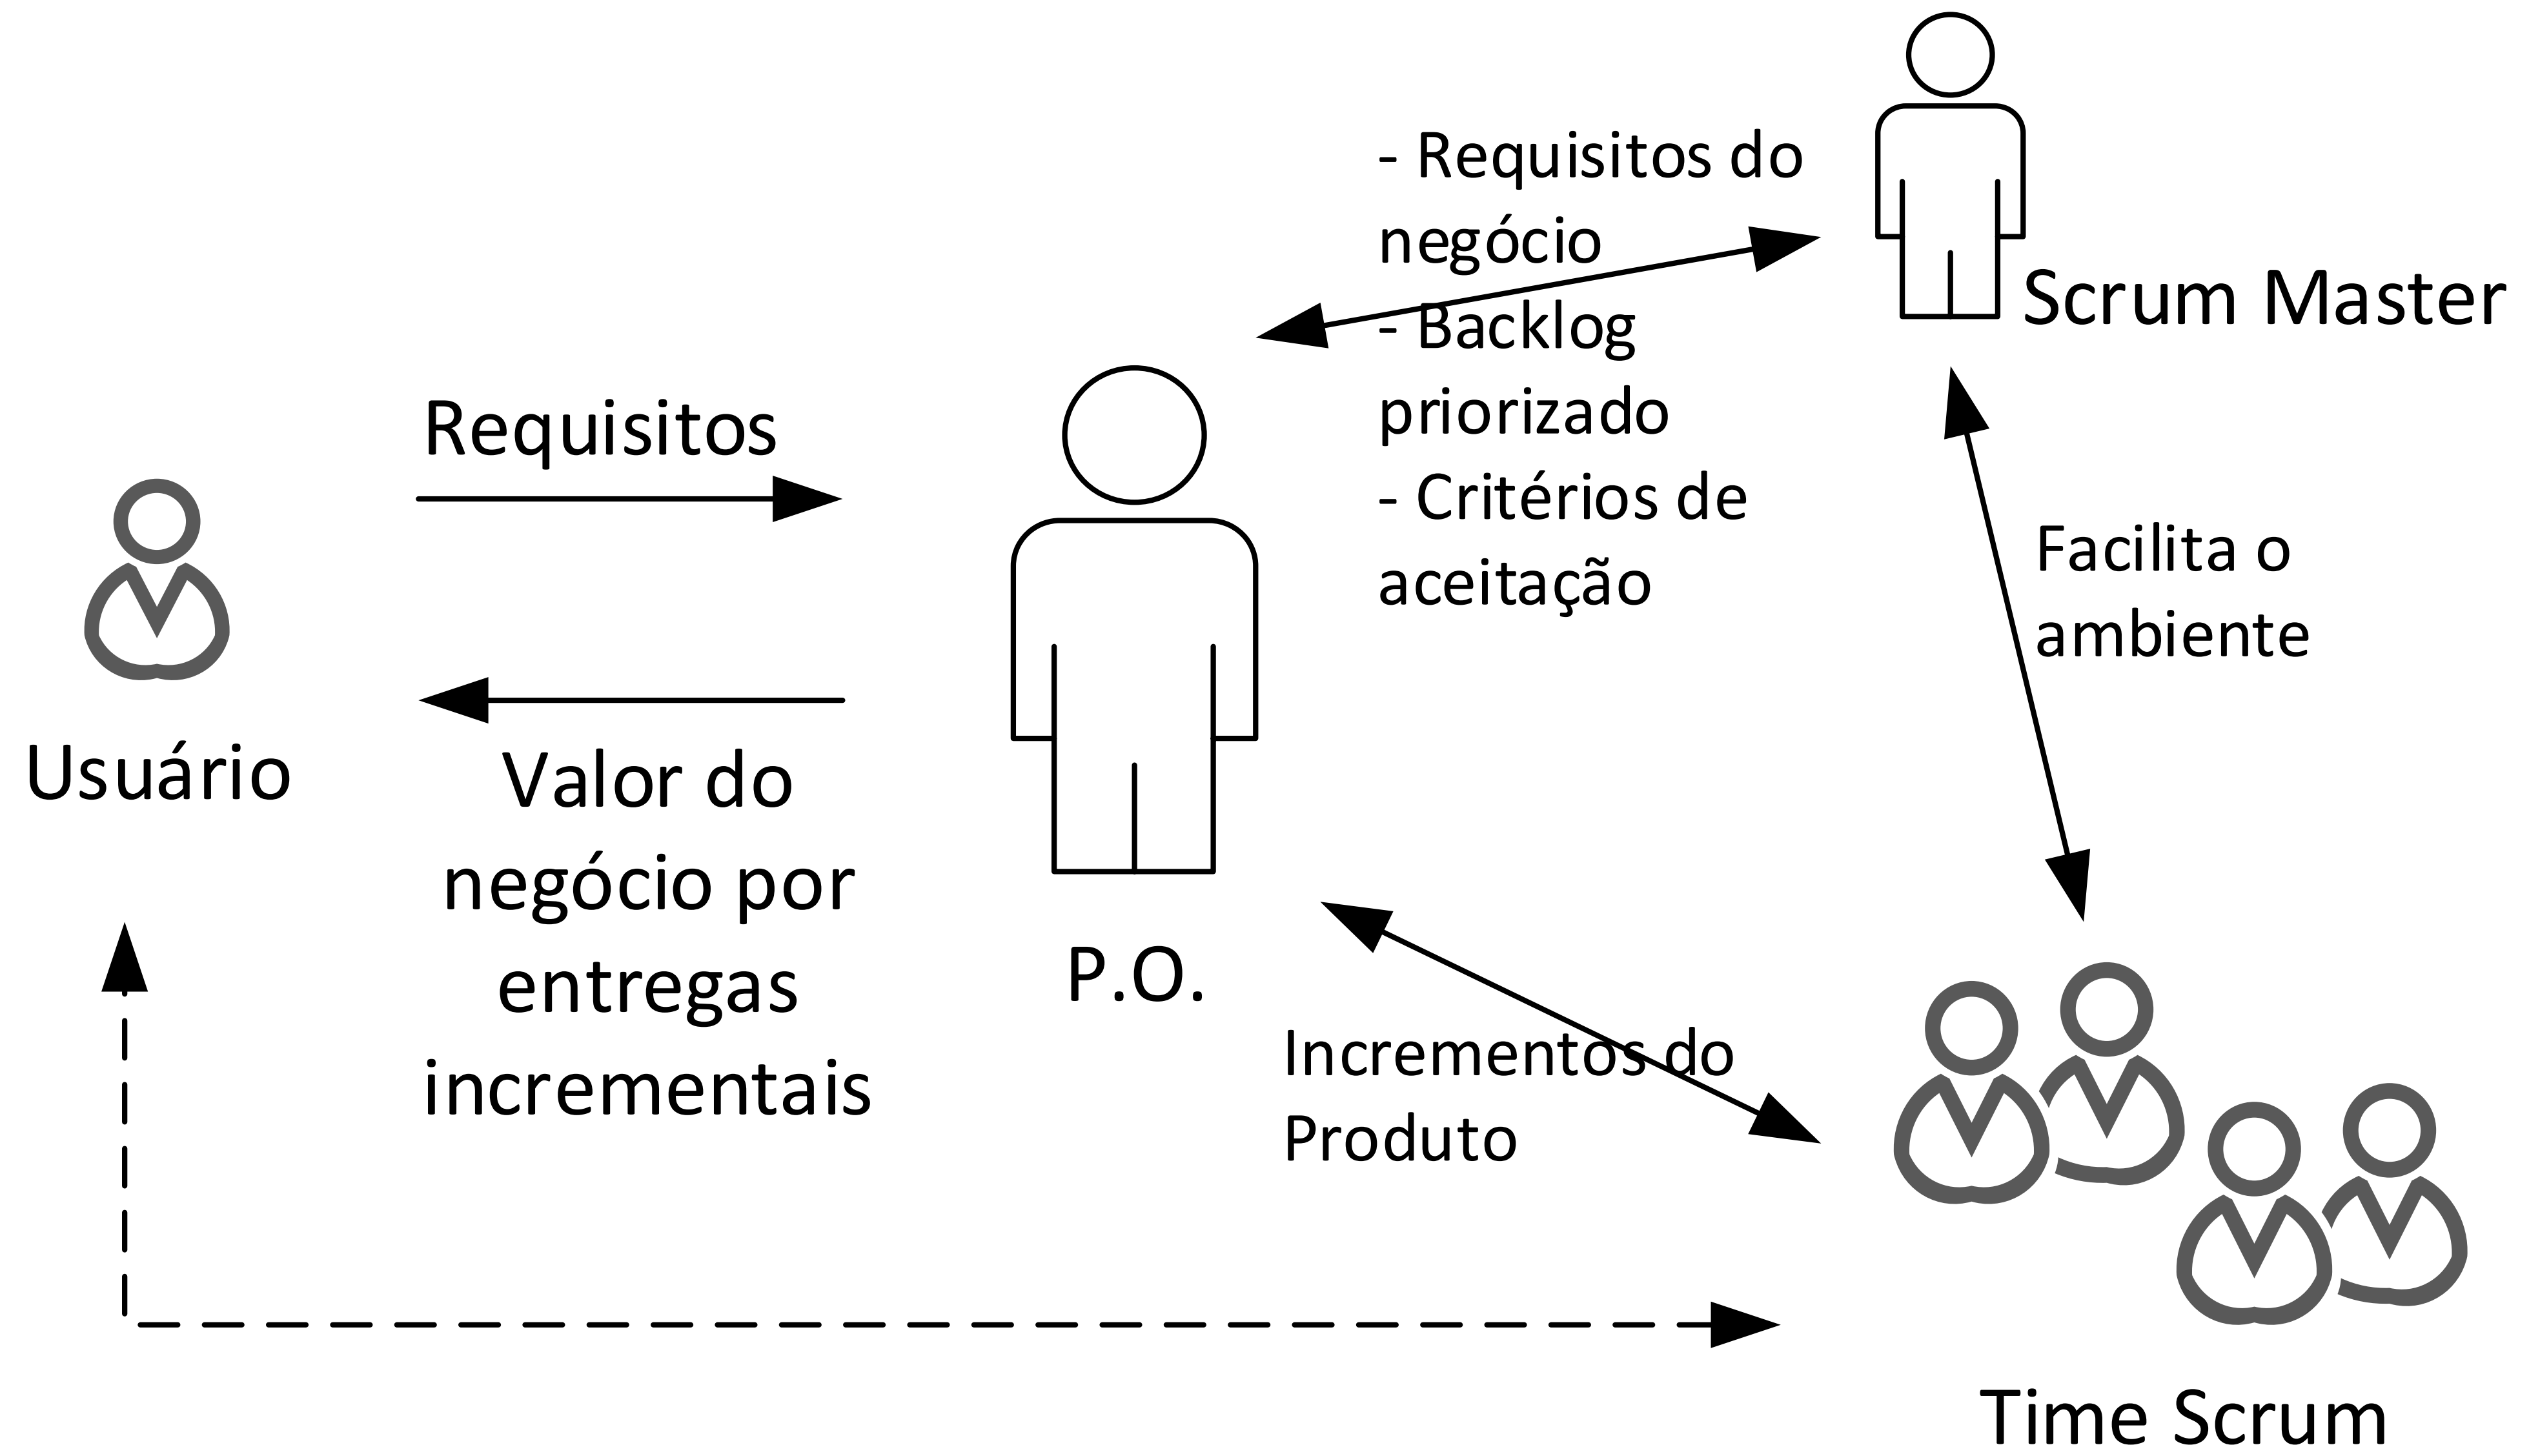 Usuário
Requisitos
Valor do
negócio por
entregas
incrementais
P.O.
- Requisitos do
negócio
- Backlog
priorizado
- Critérios de
aceitação
Scrum Master
Facilita o
ambiente
Incrementos do
Produto
Time Scrum